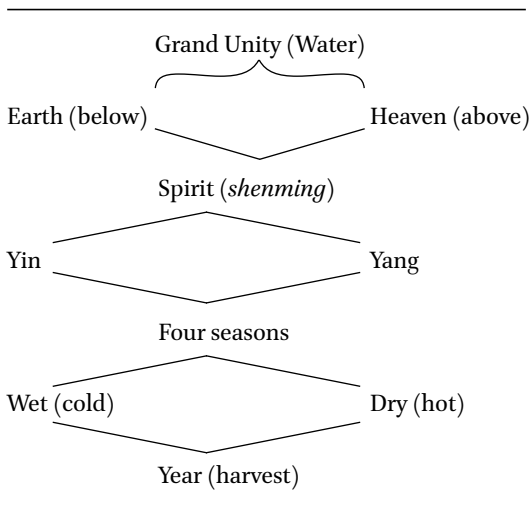 Grand Unity (Water)
Earth (below) Heaven (above)
Spirit (shenming)
Yin Yang
Four seasons
Wet (cold) Dry (hot)
Year (harvest)